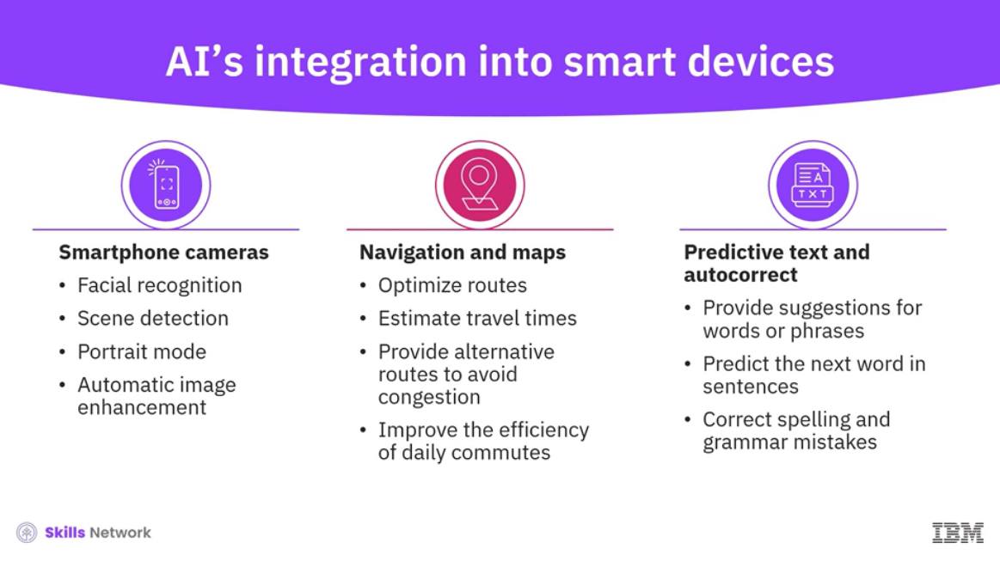 AI’s integration into smart devices
A
TXT
Smartphone cameras
• Facial recognition
• Scene detection
• Portrait mode
• Automatic image
enhancement
Navigation and maps
• Optimize routes
• Estimate travel times
• Provide alternative
routes to avoid
congestion
• Improve the efficiency
of daily commutes
Predictive text and
autocorrect
• Provide suggestions for
words or phrases
• Predict the next word in
sentences
• Correct spelling and
grammar mistakes
Skills Network
IBM